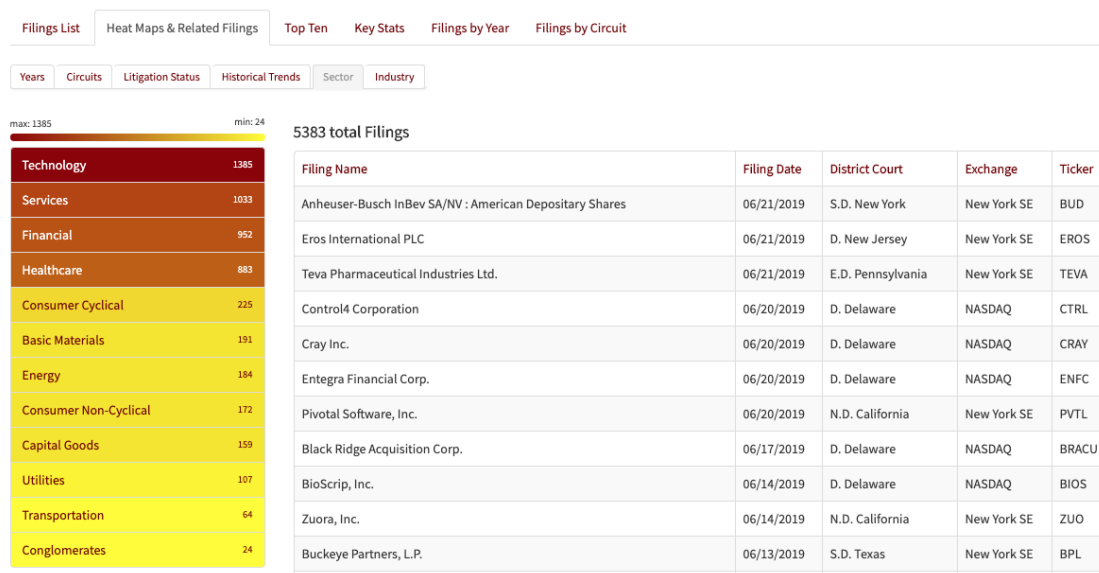 Filings List Heat Maps & Related Filings Top Ten Key Stats Filings by Year Filings by Circuit
Years Circuits Litigation Status Historical Trends Sector Industry
max: 1385 min: 24
Technology 1385
Services 1033
Financial 952
Healthcare 883
Consumer Cyclical 225
Basic Materials 191
Energy 184
Consumer Non-Cyclical 172
Capital Goods 159
Utilities 107
Transportation 64
Conglomerates 24
5383 total Filings
Filing Name Filing Date District Court Exchange Ticker
Anheuser-Busch InBev SA/NV : American Depositary Shares 06/21/2019 S.D. New York New York SE BUD
Eros International PLC 06/21/2019 D. New Jersey New York SE EROS
Teva Pharmaceutical Industries Ltd. 06/21/2019 E.D. Pennsylvania New York SE TEVA
Control4 Corporation 06/20/2019 D. Delaware NASDAQ CTRL
Cray Inc. 06/20/2019 D. Delaware NASDAQ CRAY
Entegra Financial Corp. 06/20/2019 D. Delaware NASDAQ ENFC
Pivotal Software, Inc. 06/20/2019 N.D. California New York SE PVTL
Black Ridge Acquisition Corp. 06/17/2019 D. Delaware NASDAQ BRACU
BioScrip, Inc. 06/14/2019 D. Delaware NASDAQ BIOS
Zuora, Inc. 06/14/2019 N.D. California New York SE ZUO
Buckeye Partners, L.P. 06/13/2019 S.D. Texas New York SE BPL